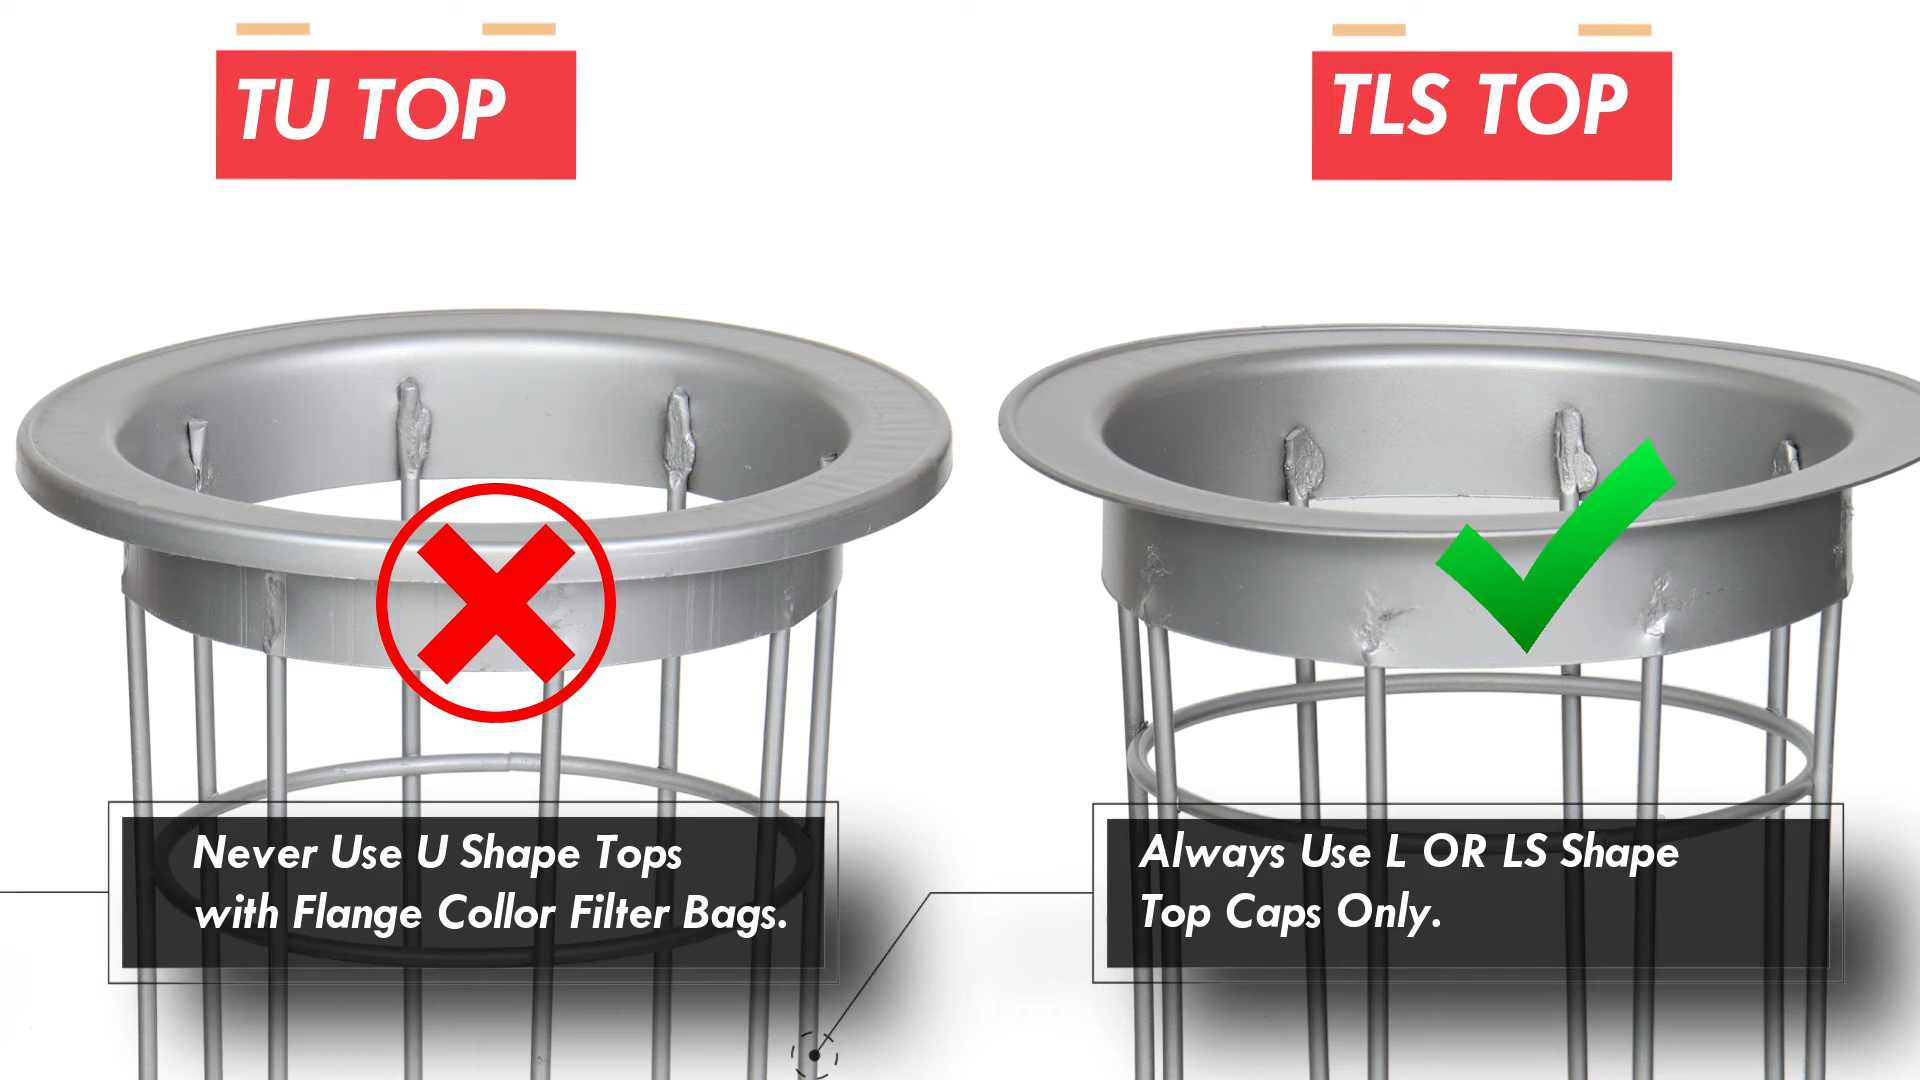 TU TOP
TLS TOP
Never Use U Shape Tops
with Flange Collor Filter Bags.
Always Use L OR LS Shape
Top Caps Only.